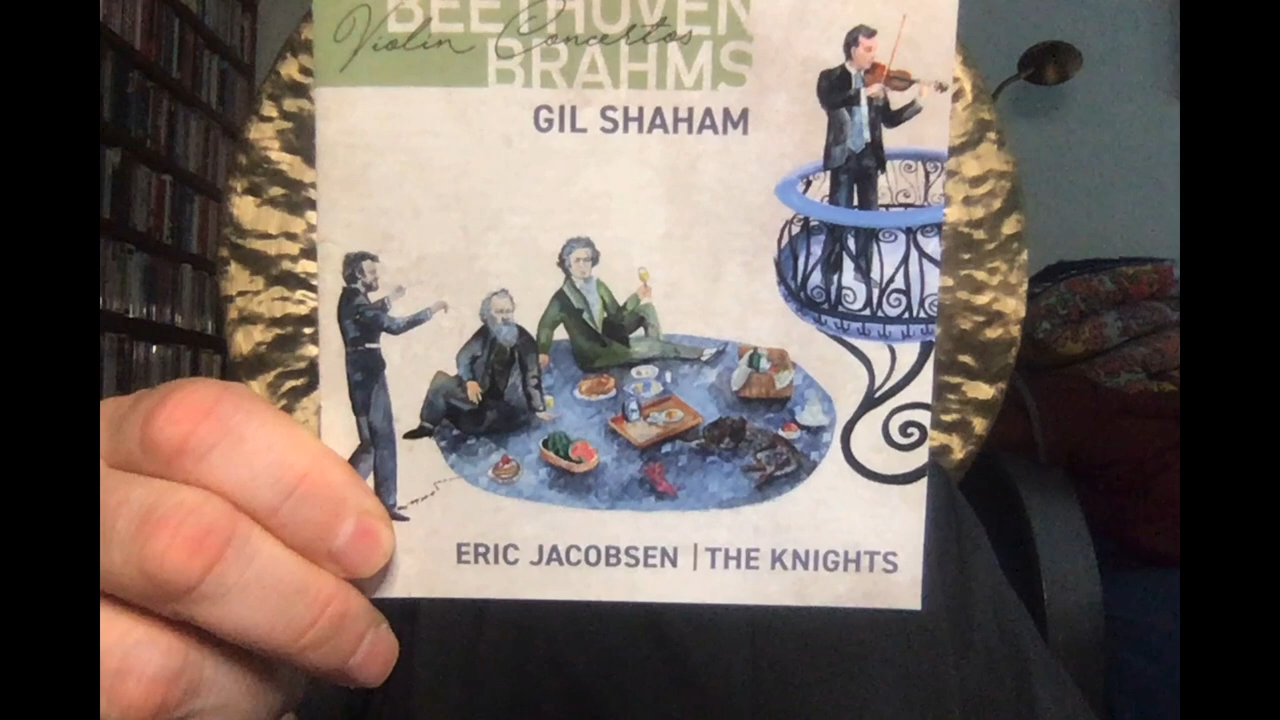 BEETHOVEN
Violin Concertos
BRAHMS
GIL SHAHAM
ERIC JACOBSEN | THE KNIGHTS